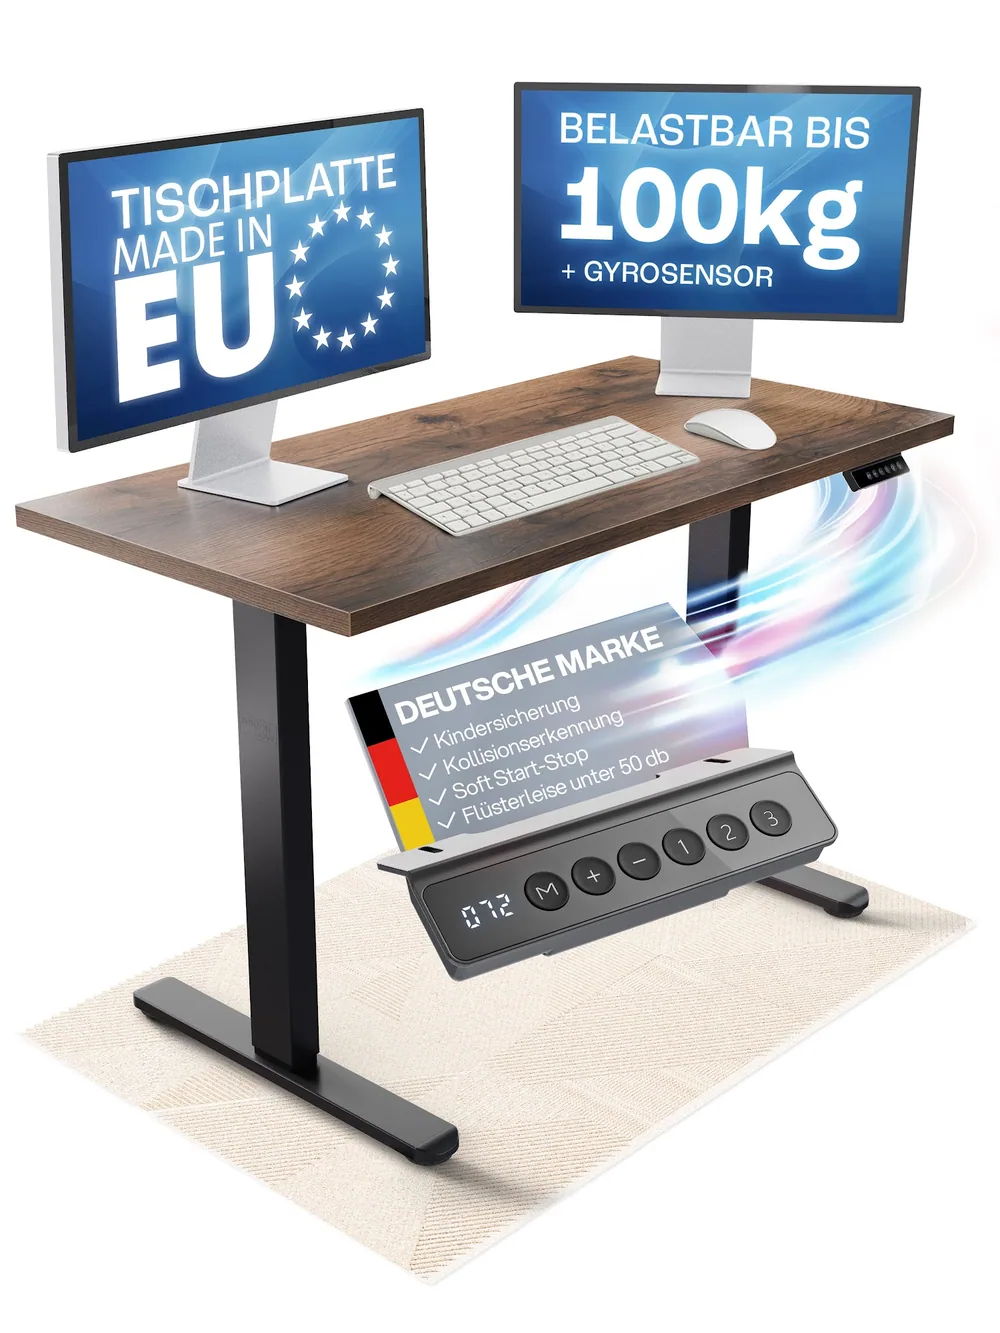 TISCHPLATTE
MADE IN
EU
BELASTBAR BIS
100kg
+ GYROSENSOR
DEUTSCHE MARKE
✓ Kindersicherung
✓ Kollisionserkennung
✓ Soft Start-Stop
✓ Flüsterleise unter 50 db
072 M + − 1 2 3